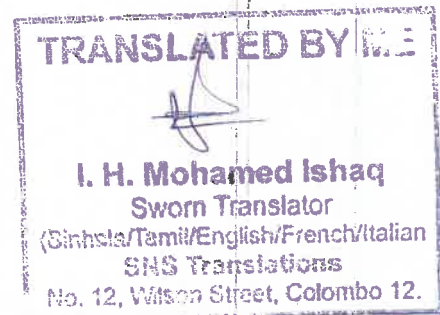 TRANSLATED BY ME
I. H. Mohamed Ishaq
Sworn Translator
(Sinhala/Tamil/English/French/Italian
SNS Translations
No. 12, Wilson Street, Colombo 12.